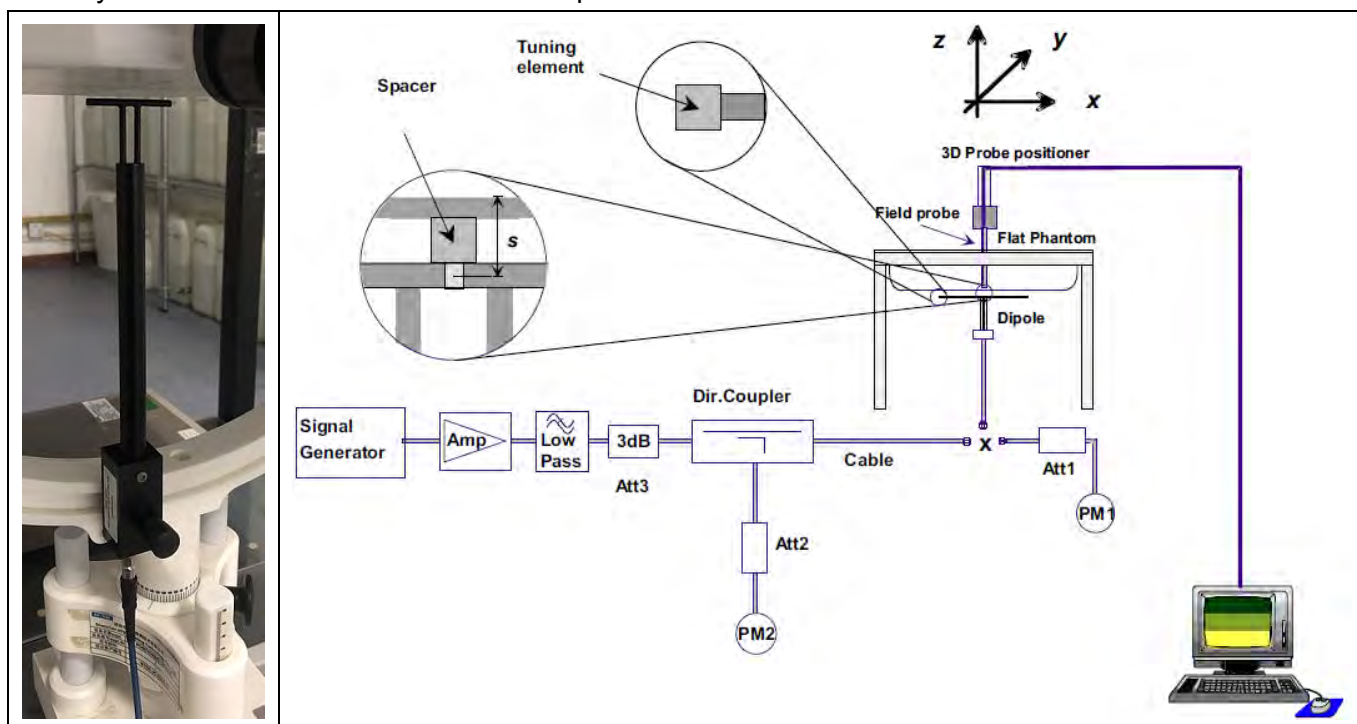 Tuning
element
Spacer
s
z
y
x
3D Probe positioner
Field probe
Flat Phantom
Dipole
Dir.Coupler
Signal
Generator
Amp
Low
Pass
3dB
Att3
Cable
x
Att1
PM1
Att2
PM2